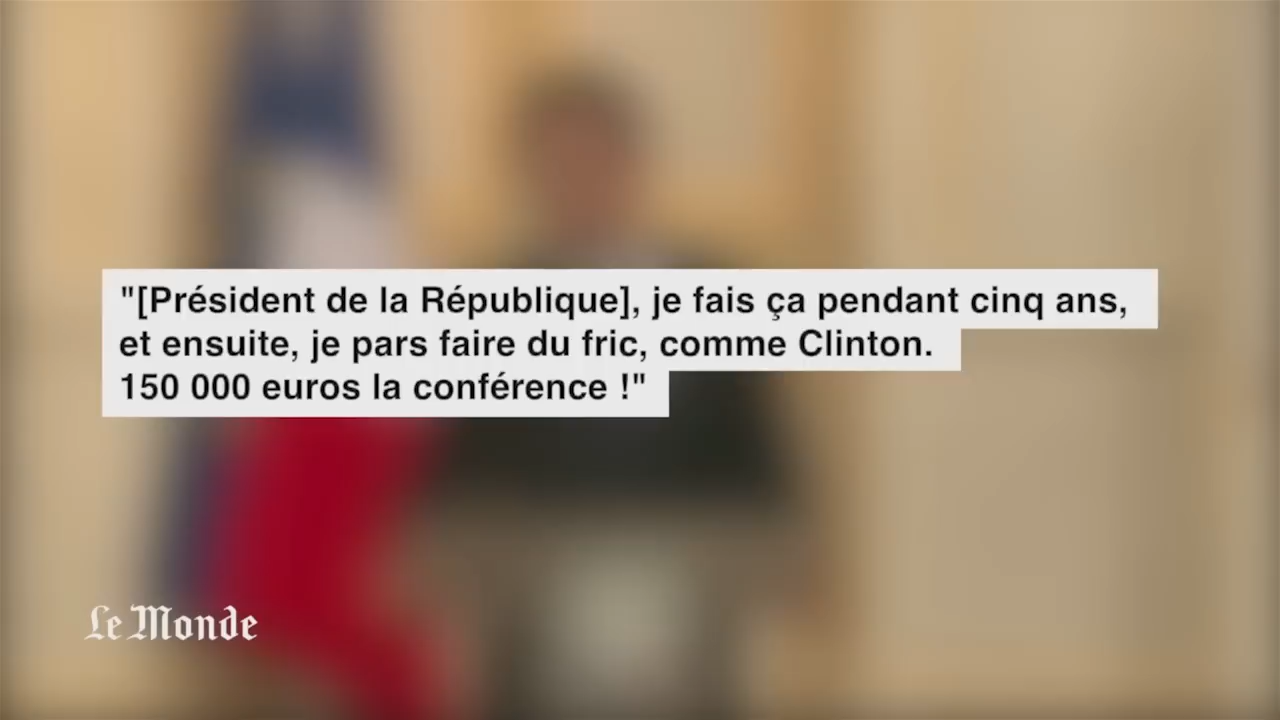 "[Président de la République], je fais ça pendant cinq ans,
et ensuite, je pars faire du fric, comme Clinton.
150 000 euros la conférence !"
Le Monde